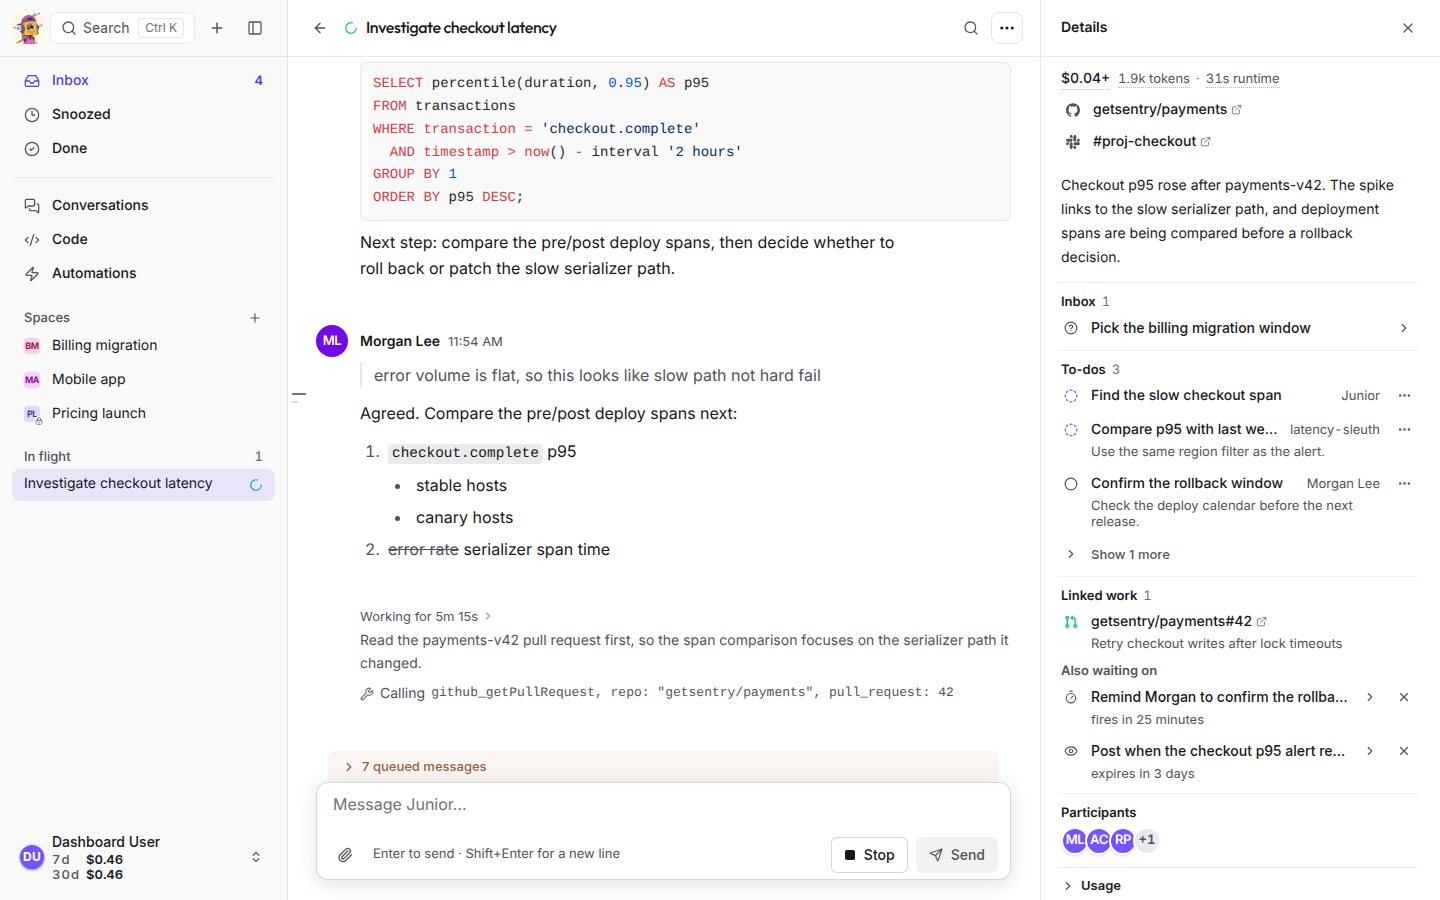 Search Ctrl K
Inbox 4
Snoozed
Done
Conversations
Code
Automations
Spaces
BM Billing migration
MA Mobile app
PL Pricing launch
In flight 1
Investigate checkout latency
DU Dashboard User
7d $0.46
30d $0.46
Investigate checkout latency
SELECT percentile(duration, 0.95) AS p95
FROM transactions
WHERE transaction = 'checkout.complete'
AND timestamp > now() - interval '2 hours'
GROUP BY 1
ORDER BY p95 DESC;
Next step: compare the pre/post deploy spans, then decide whether to
roll back or patch the slow serializer path.
ML Morgan Lee 11:54 AM
error volume is flat, so this looks like slow path not hard fail
Agreed. Compare the pre/post deploy spans next:
1. checkout.complete p95
• stable hosts
• canary hosts
2. error rate serializer span time
Working for 5m 15s
Read the payments-v42 pull request first, so the span comparison focuses on the serializer path it
changed.
Calling github_getPullRequest, repo: "getsentry/payments", pull_request: 42
7 queued messages
Message Junior...
Enter to send · Shift+Enter for a new line
Stop
Send
Details
$0.04+ 1.9k tokens · 31s runtime
getsentry/payments
#proj-checkout
Checkout p95 rose after payments-v42. The spike
links to the slow serializer path, and deployment
spans are being compared before a rollback
decision.
Inbox 1
Pick the billing migration window
To-dos 3
Find the slow checkout span Junior
Compare p95 with last we... latency-sleuth
Use the same region filter as the alert.
Confirm the rollback window Morgan Lee
Check the deploy calendar before the next
release.
Show 1 more
Linked work 1
getsentry/payments#42
Retry checkout writes after lock timeouts
Also waiting on
Remind Morgan to confirm the rollba...
fires in 25 minutes
Post when the checkout p95 alert re...
expires in 3 days
Participants
ML AC RP +1
Usage